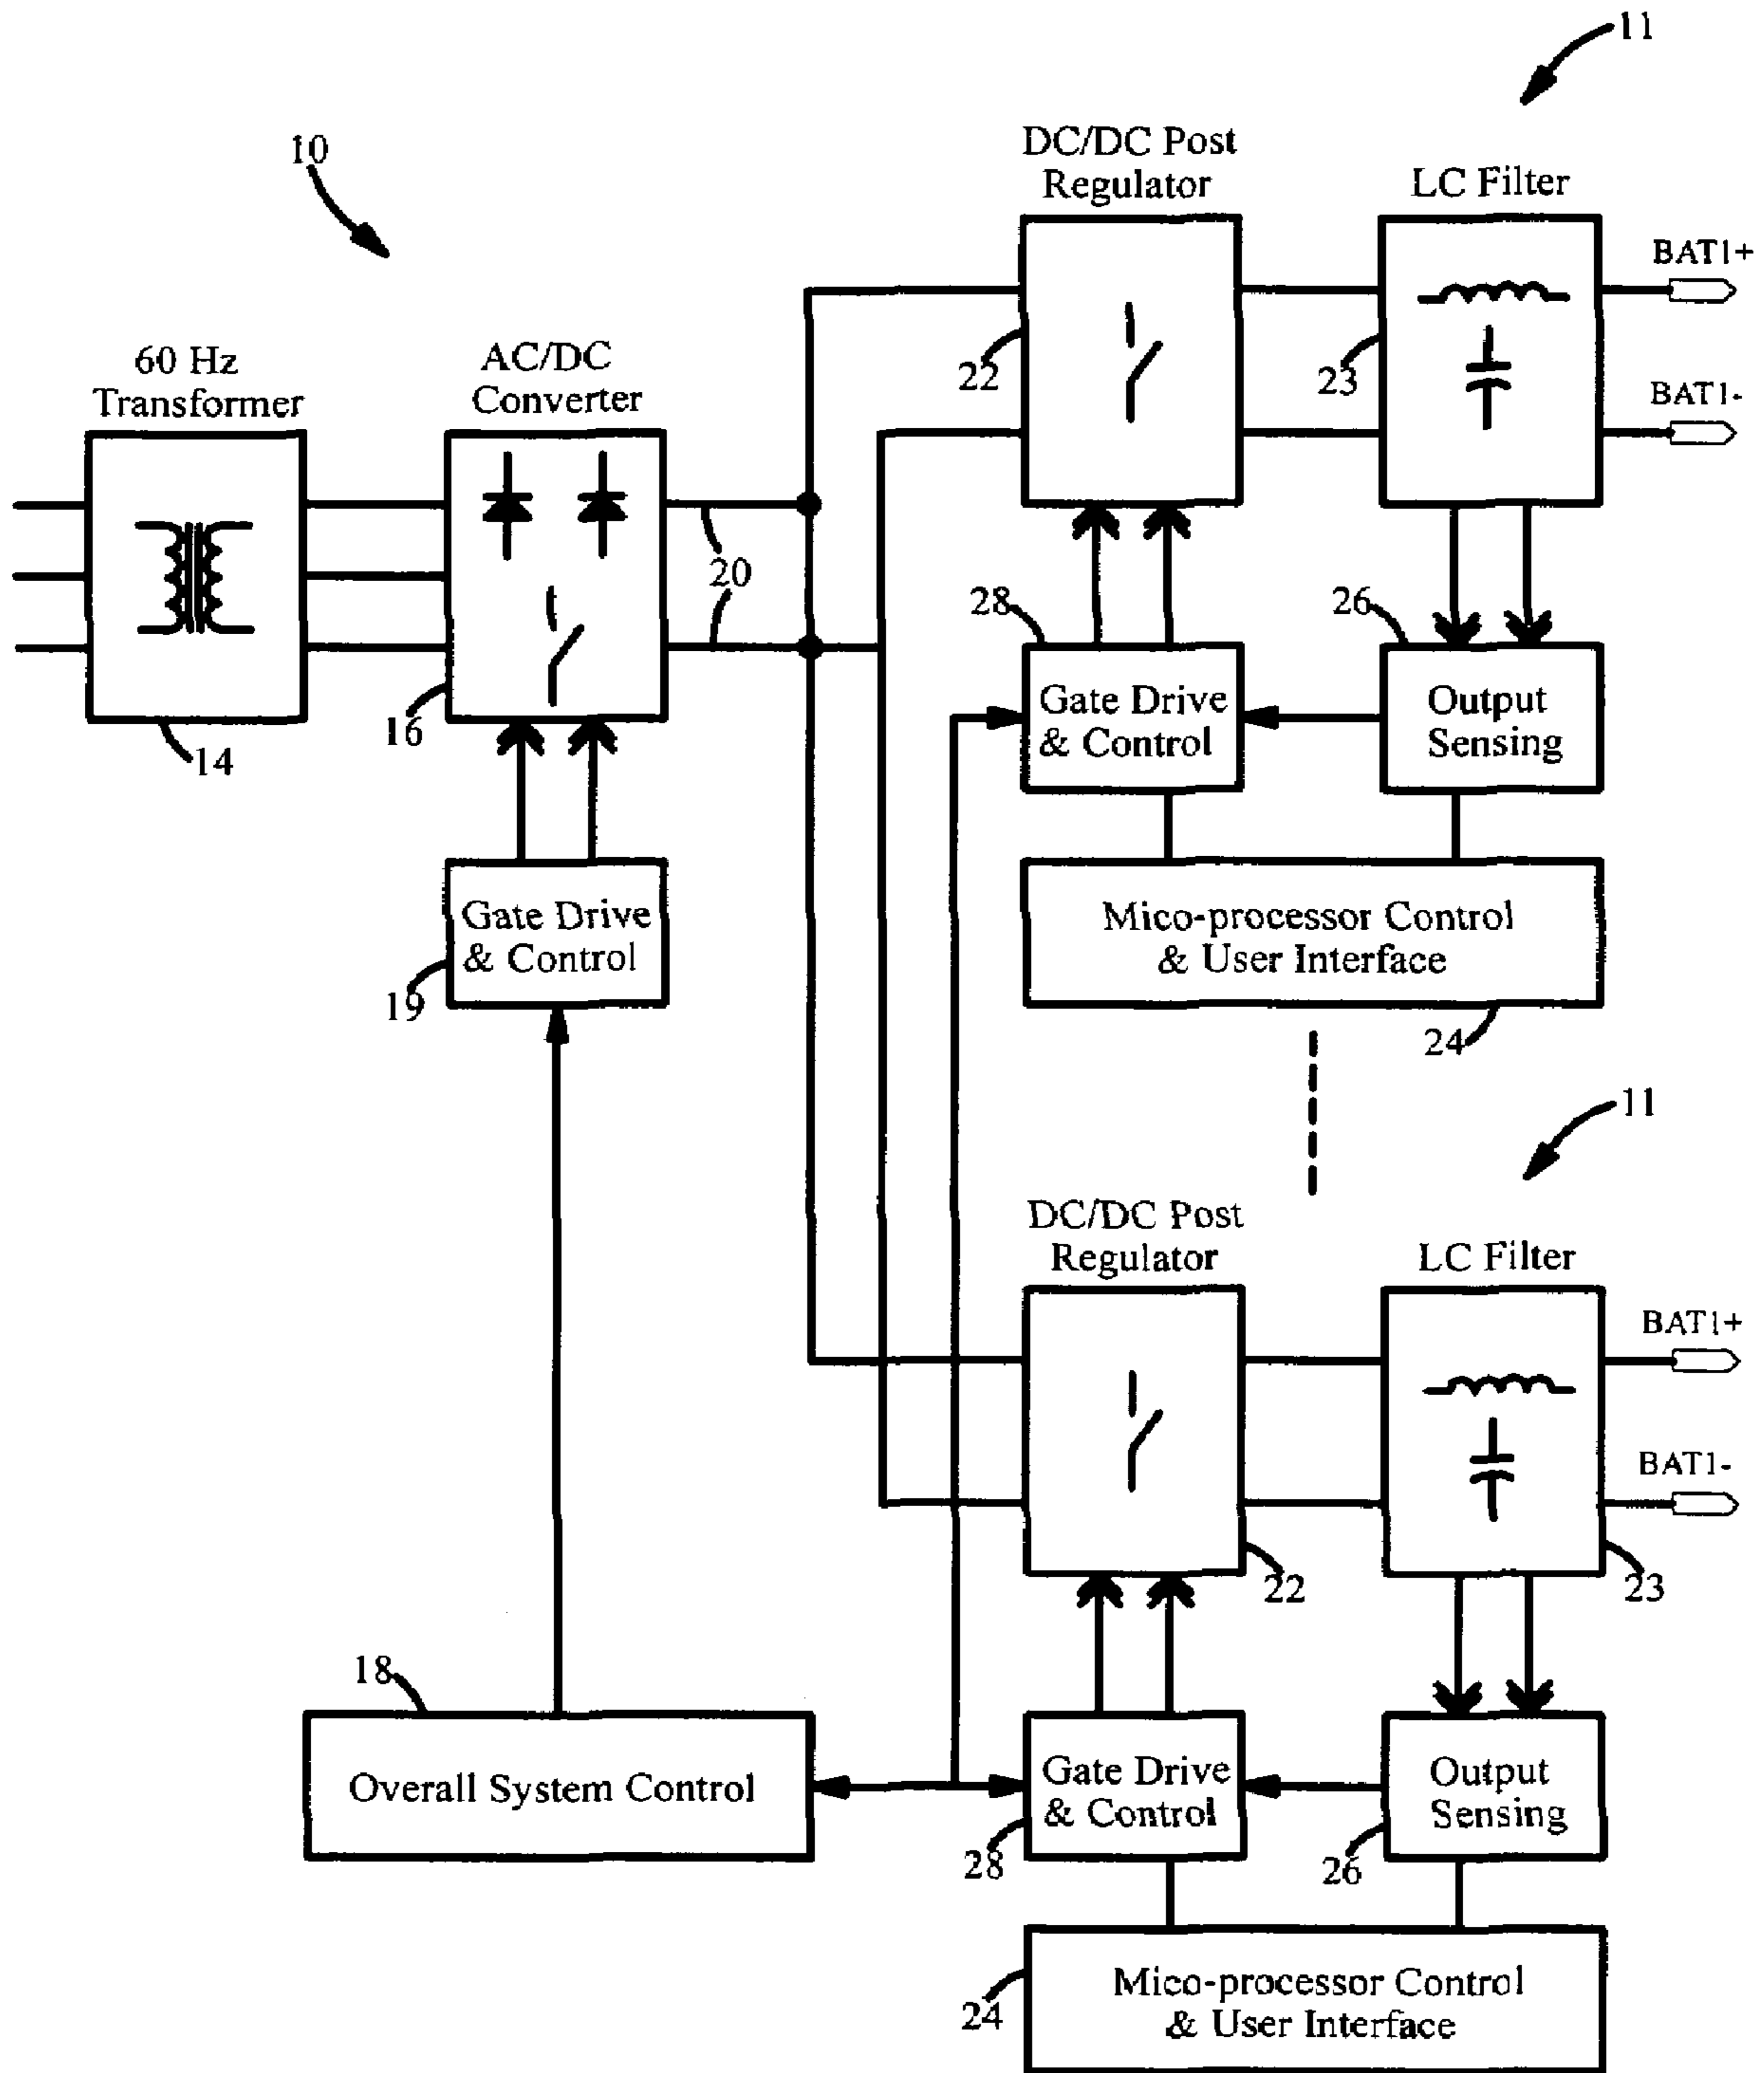 11
10
DC/DC Post
Regulator
LC Filter
BAT1+
60 Hz
Transformer
AC/DC
Converter
22
23
BAT1-
20
28
26
14
16
Gate Drive
& Control
Output
Sensing
Gate Drive
& Control
19
Mico-processor Control
& User Interface
24
11
DC/DC Post
Regulator
LC Filter
BAT1+
BAT1-
22
23
18
Overall System Control
Gate Drive
& Control
Output
Sensing
28
26
Mico-processor Control
& User Interface
24